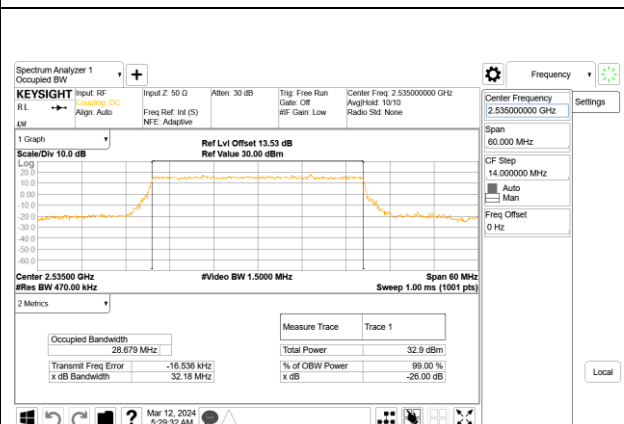 Spectrum Analyzer 1
Occupied BW
+
Frequency
KEYSIGHT
RL
Input: RF
Coupling: DC
Align: Auto
Input Z: 50 Ω
Freq Ref: Int (S)
NFE: Adaptive
Atten: 30 dB
Trig: Free Run
Gate: Off
#IF Gain: Low
Center Freq: 2.535000000 GHz
Avg|Hold: 10/10
Radio Std: None
Center Frequency
2.535000000 GHz
Settings
Span
60.000 MHz
CF Step
14.000000 MHz
Auto
Man
Freq Offset
0 Hz
1 Graph
Scale/Div 10.0 dB
Ref Lvl Offset 13.53 dB
Ref Value 30.00 dBm
Log
20.0
10.0
0.00
-10.0
-20.0
-30.0
-40.0
-50.0
-60.0
Center 2.53500 GHz
#Res BW 470.00 kHz
#Video BW 1.5000 MHz
Span 60 MHz
Sweep 1.00 ms (1001 pts)
2 Metrics
Measure Trace
Trace 1
Occupied Bandwidth
28.679 MHz
Total Power
32.9 dBm
Transmit Freq Error
-16.536 kHz
% of OBW Power
99.00 %
x dB Bandwidth
32.18 MHz
x dB
-26.00 dB
Local
?
Mar 12, 2024
5:29:32 AM